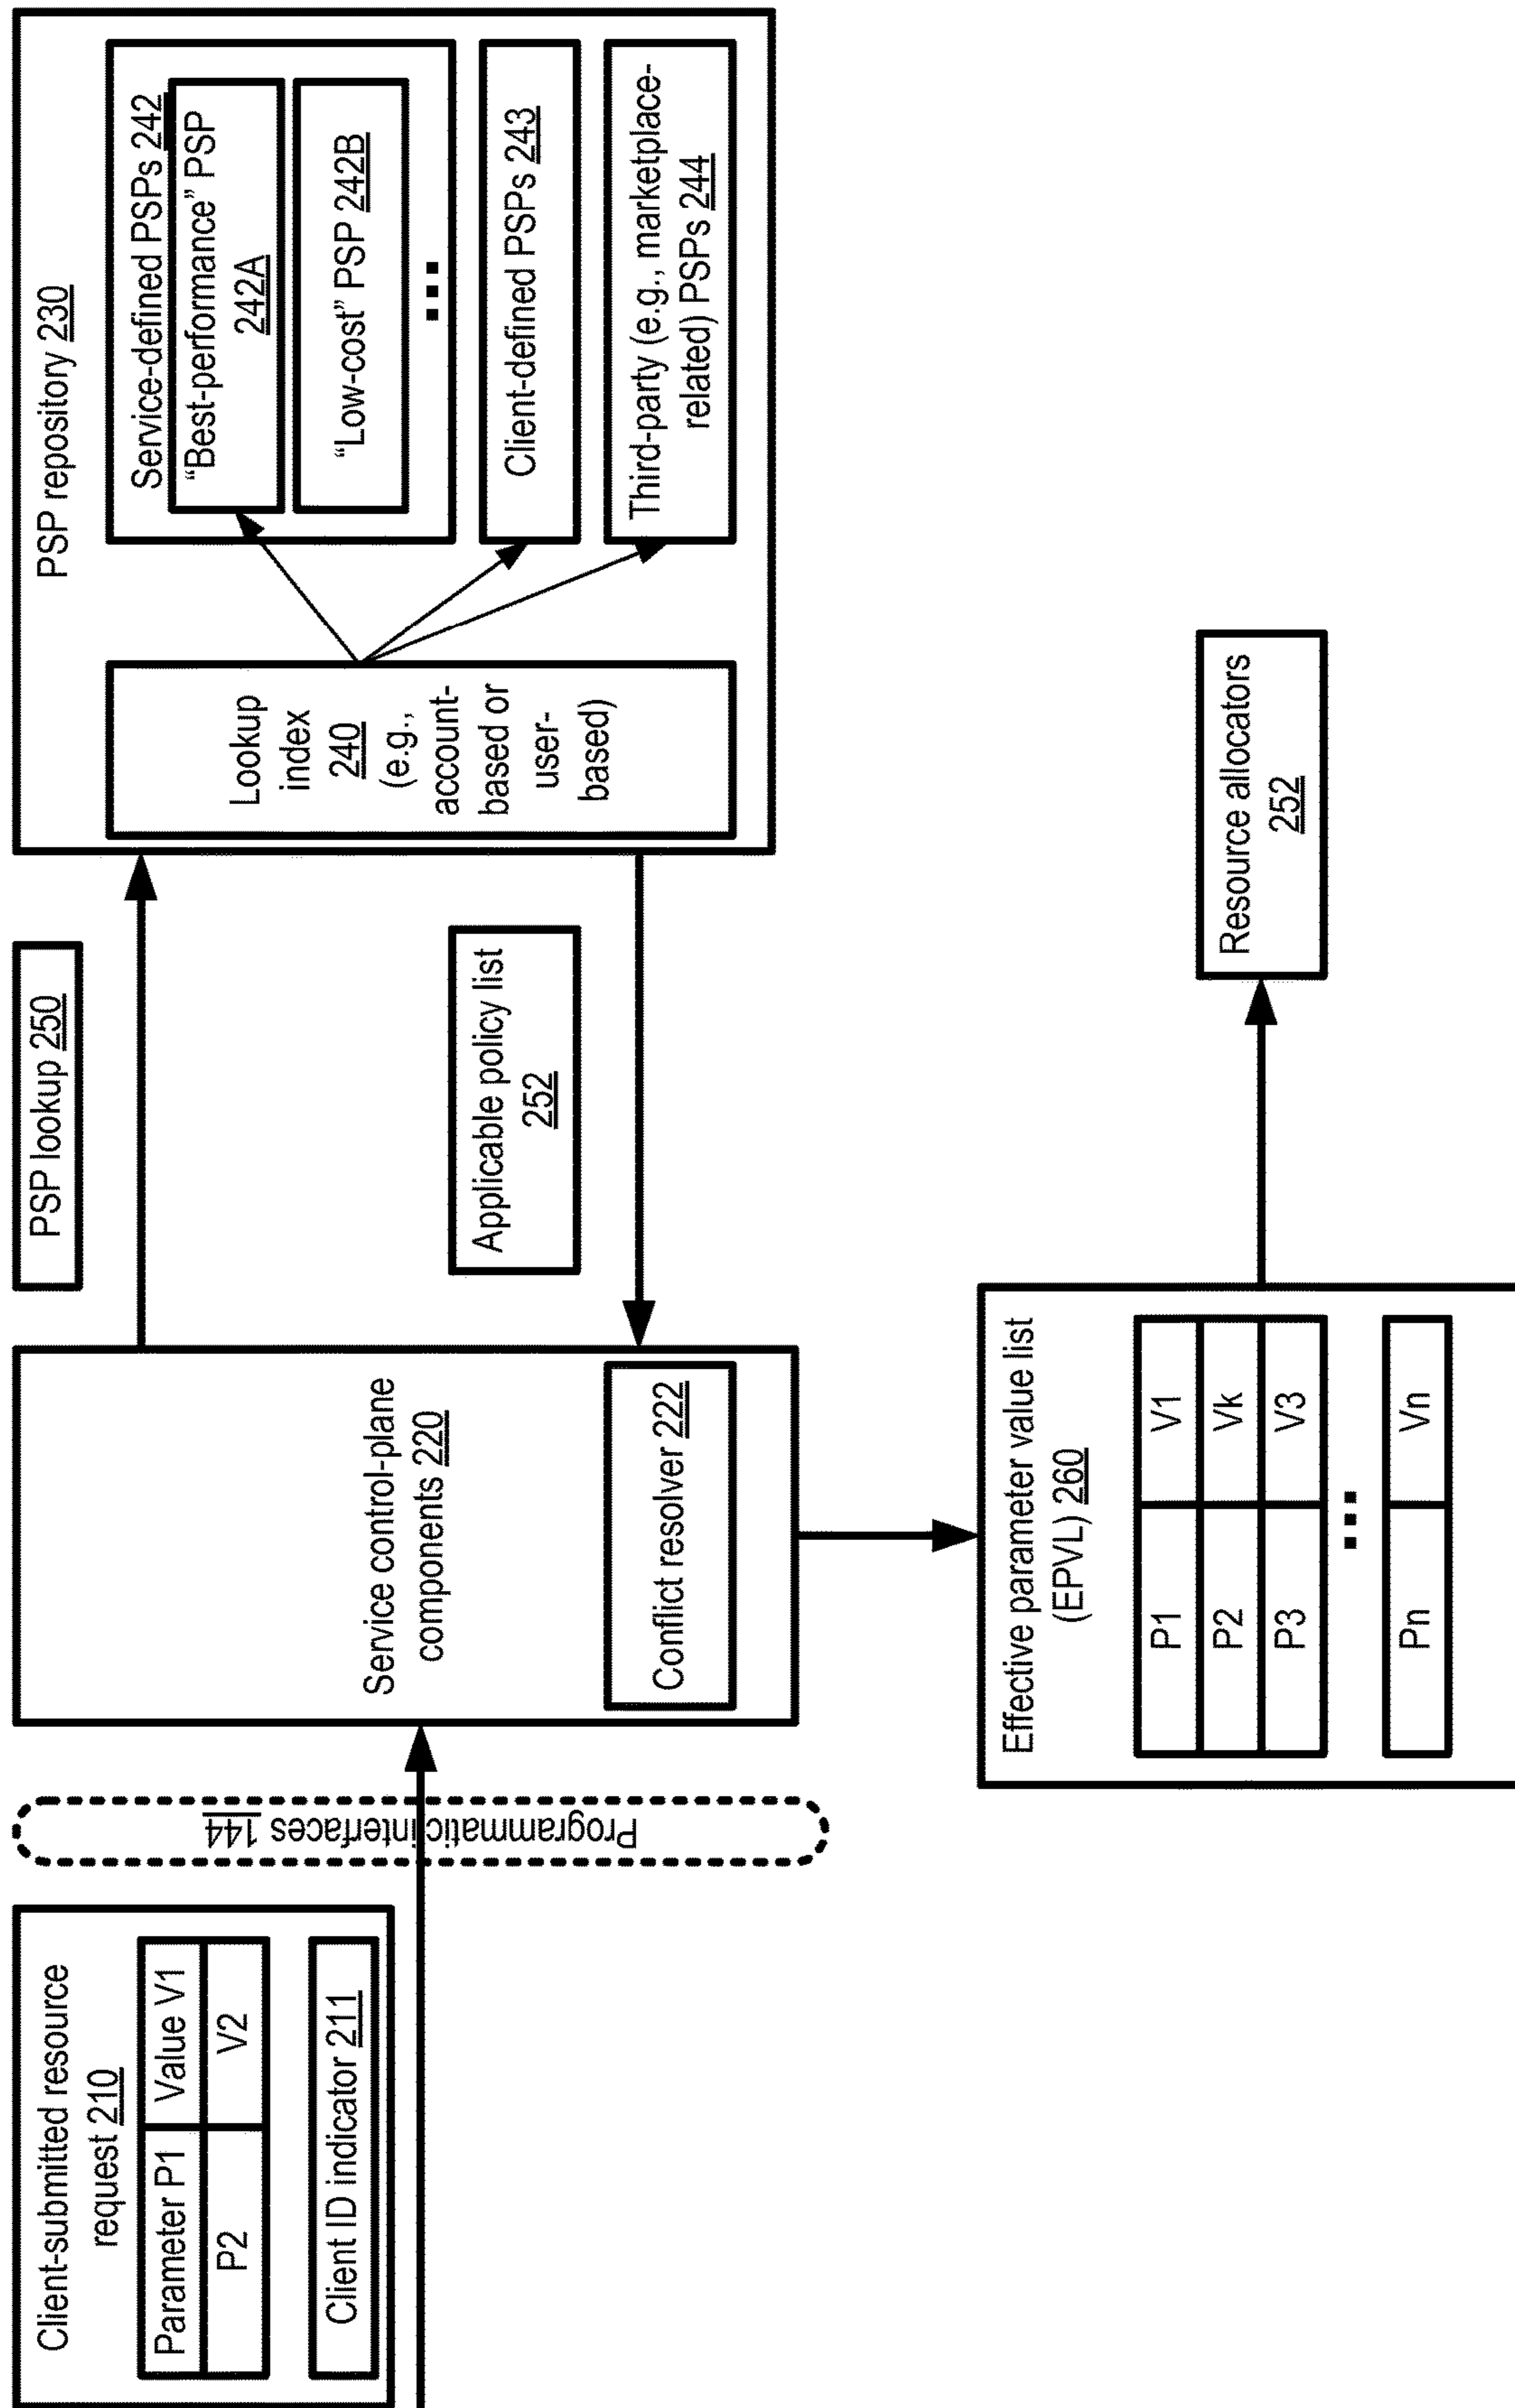 Client-submitted resource
request 210
Parameter P1
Value V1
P2
V2
Client ID indicator 211
Programmatic interfaces 144
Service control-plane
components 220
Conflict resolver 222
PSP lookup 250
Applicable policy list
252
PSP repository 230
Lookup
index
240
(e.g.,
account-
based or
user-
based)
Service-defined PSPs 242
“Best-performance” PSP
242A
“Low-cost” PSP 242B
...
Client-defined PSPs 243
Third-party (e.g., marketplace-
related) PSPs 244
Effective parameter value list
(EPVL) 260
P1
V1
P2
Vk
P3
V3
...
Pn
Vn
Resource allocators
252